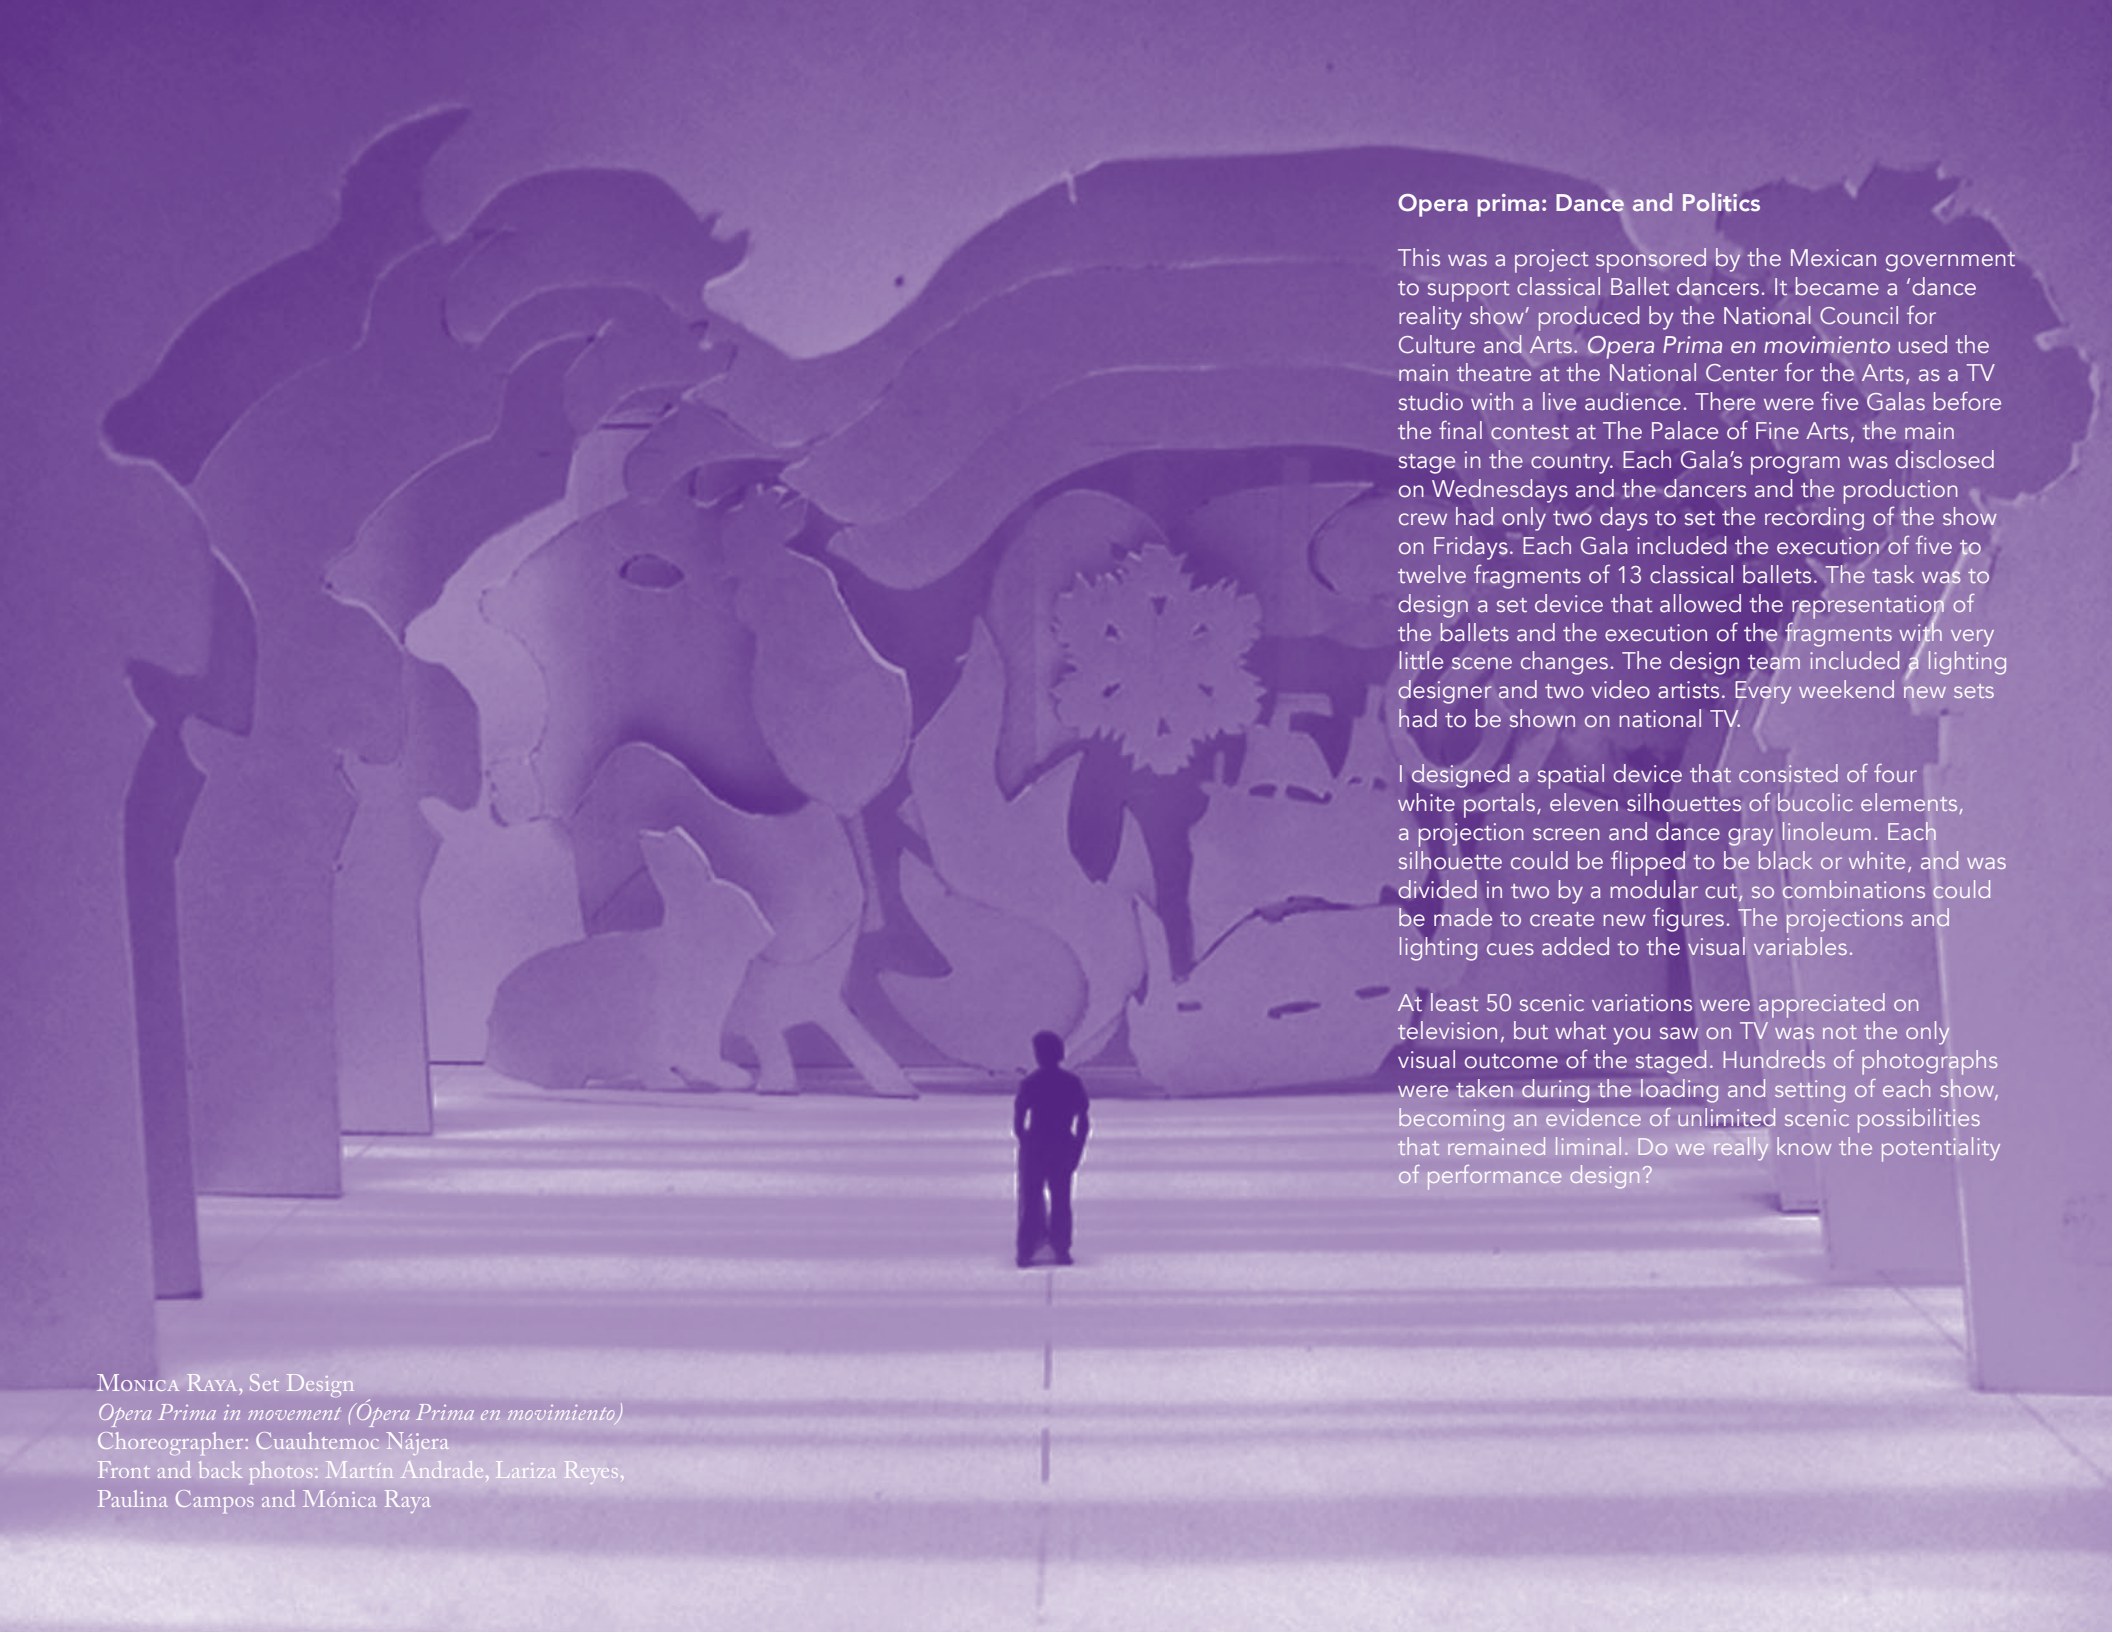 Opera prima: Dance and Politics
This was a project sponsored by the Mexican government
to support classical Ballet dancers. It became a ‘dance
reality show’ produced by the National Council for
Culture and Arts. Opera Prima en movimiento used the
main theatre at the National Center for the Arts, as a TV
studio with a live audience. There were five Galas before
the final contest at The Palace of Fine Arts, the main
stage in the country. Each Gala’s program was disclosed
on Wednesdays and the dancers and the production
crew had only two days to set the recording of the show
on Fridays. Each Gala included the execution of five to
twelve fragments of 13 classical ballets. The task was to
design a set device that allowed the representation of
the ballets and the execution of the fragments with very
little scene changes. The design team included a lighting
designer and two video artists. Every weekend new sets
had to be shown on national TV.
I designed a spatial device that consisted of four
white portals, eleven silhouettes of bucolic elements,
a projection screen and dance gray linoleum. Each
silhouette could be flipped to be black or white, and was
divided in two by a modular cut, so combinations could
be made to create new figures. The projections and
lighting cues added to the visual variables.
At least 50 scenic variations were appreciated on
television, but what you saw on TV was not the only
visual outcome of the staged. Hundreds of photographs
were taken during the loading and setting of each show,
becoming an evidence of unlimited scenic possibilities
that remained liminal. Do we really know the potentiality
of performance design?
Monica Raya, Set Design
Opera Prima in movement (Ópera Prima en movimiento)
Choreographer: Cuauhtemoc Nájera
Front and back photos: Martín Andrade, Lariza Reyes,
Paulina Campos and Mónica Raya